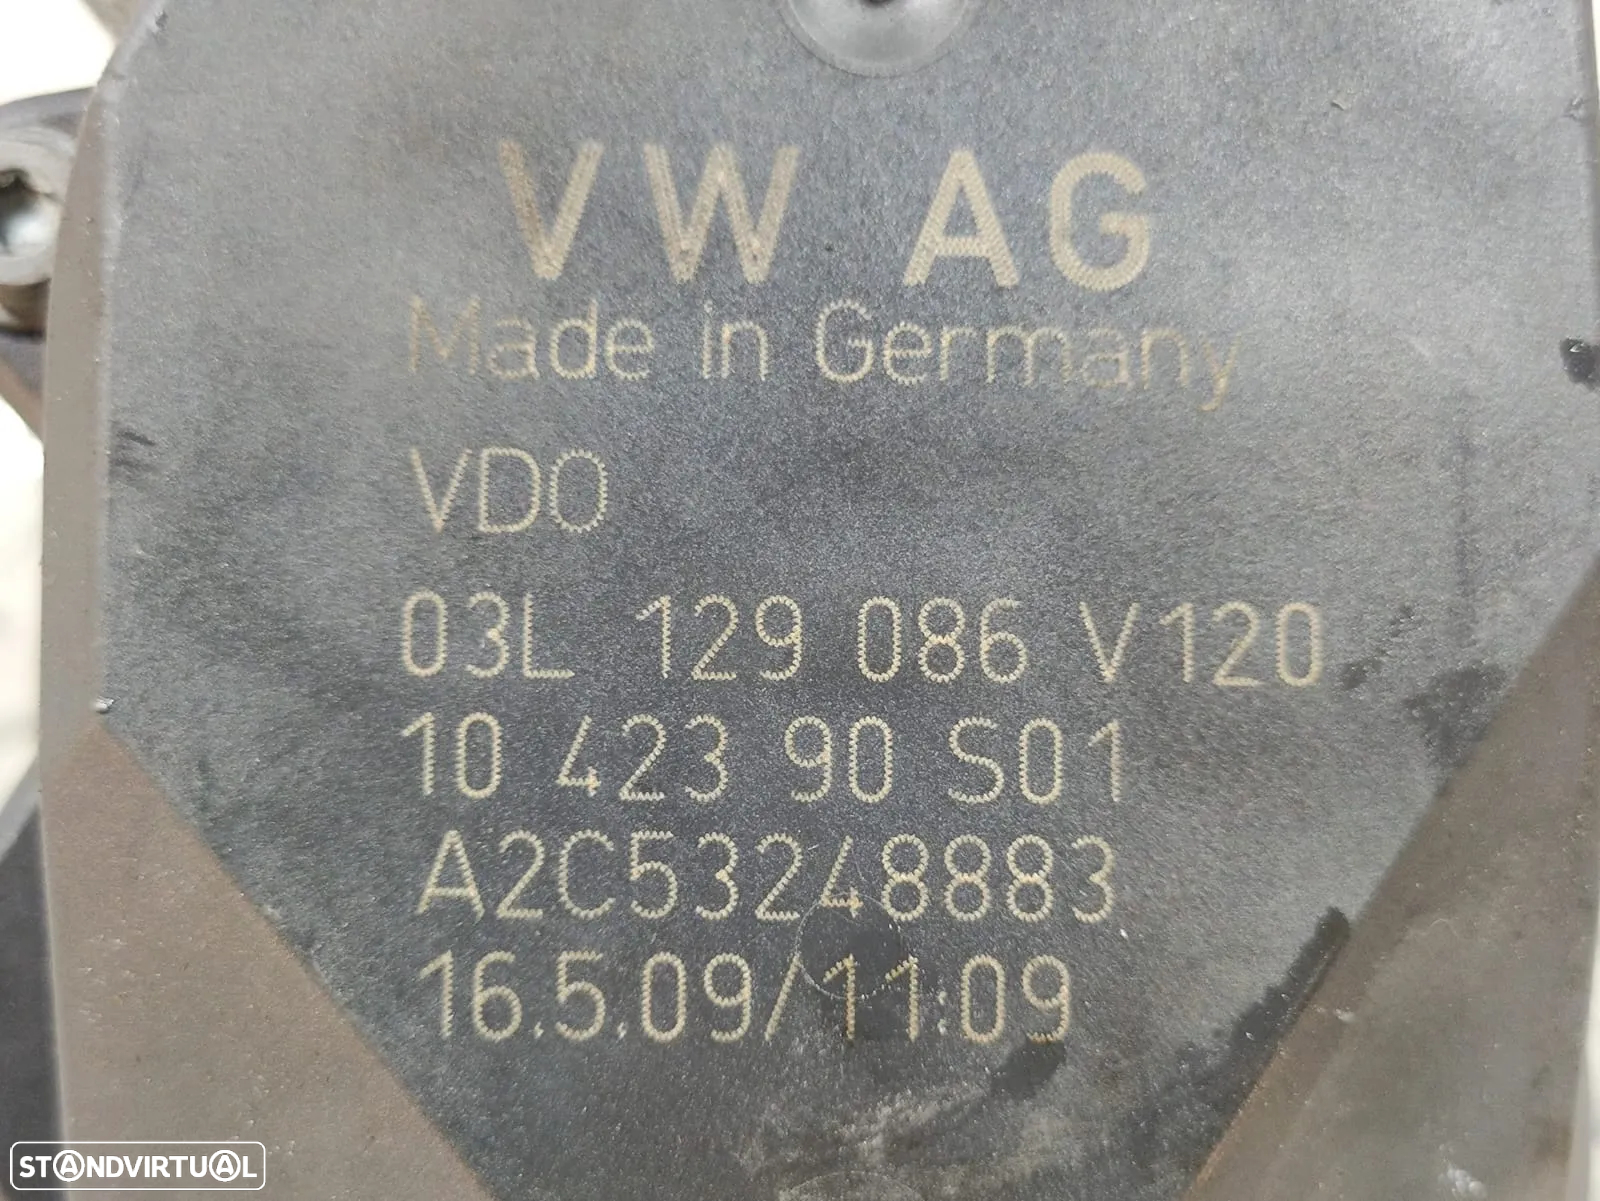 VW AG
Made in Germany
VDO
03L 129 086 V120
10 423 90 S01
A2C53248883
16.5.09/11:09
STANDVIRTUAL